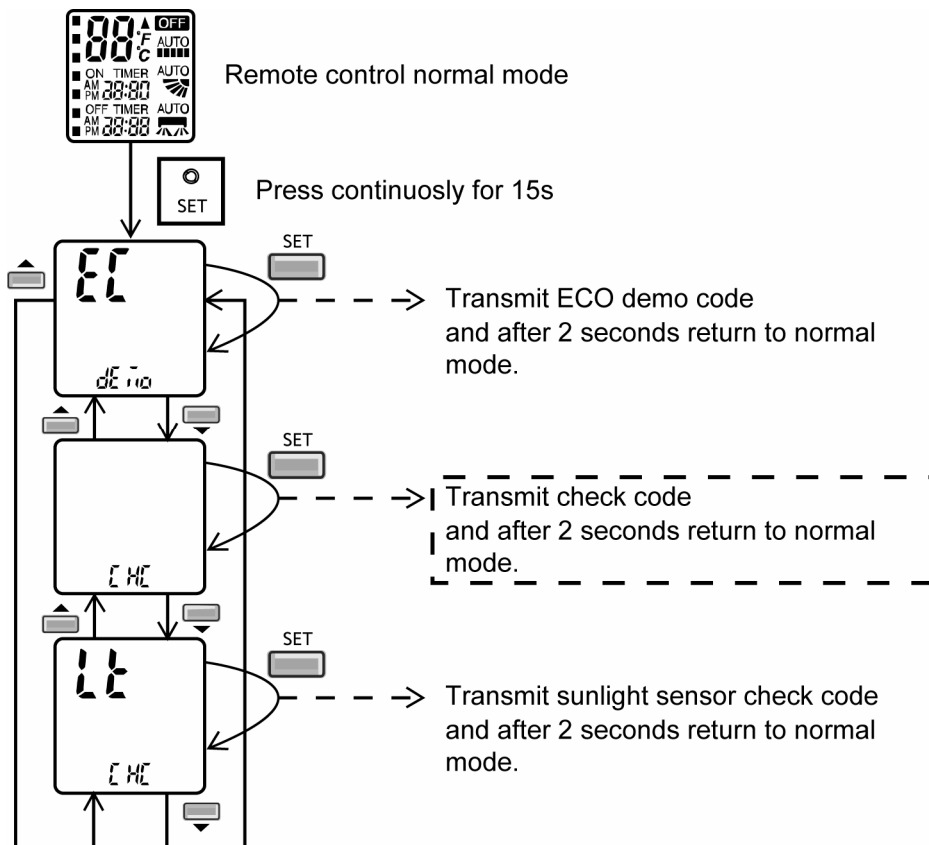 88 °F °C OFF
AUTO
ON TIMER AUTO
AM PM 88:88
OFF TIMER AUTO
AM PM 88:88
Remote control normal mode
SET
Press continuosly for 15s
EC
dEmo
SET
Transmit ECO demo code
and after 2 seconds return to normal
mode.
CHC
SET
Transmit check code
and after 2 seconds return to normal
mode.
Lt
CHC
SET
Transmit sunlight sensor check code
and after 2 seconds return to normal
mode.